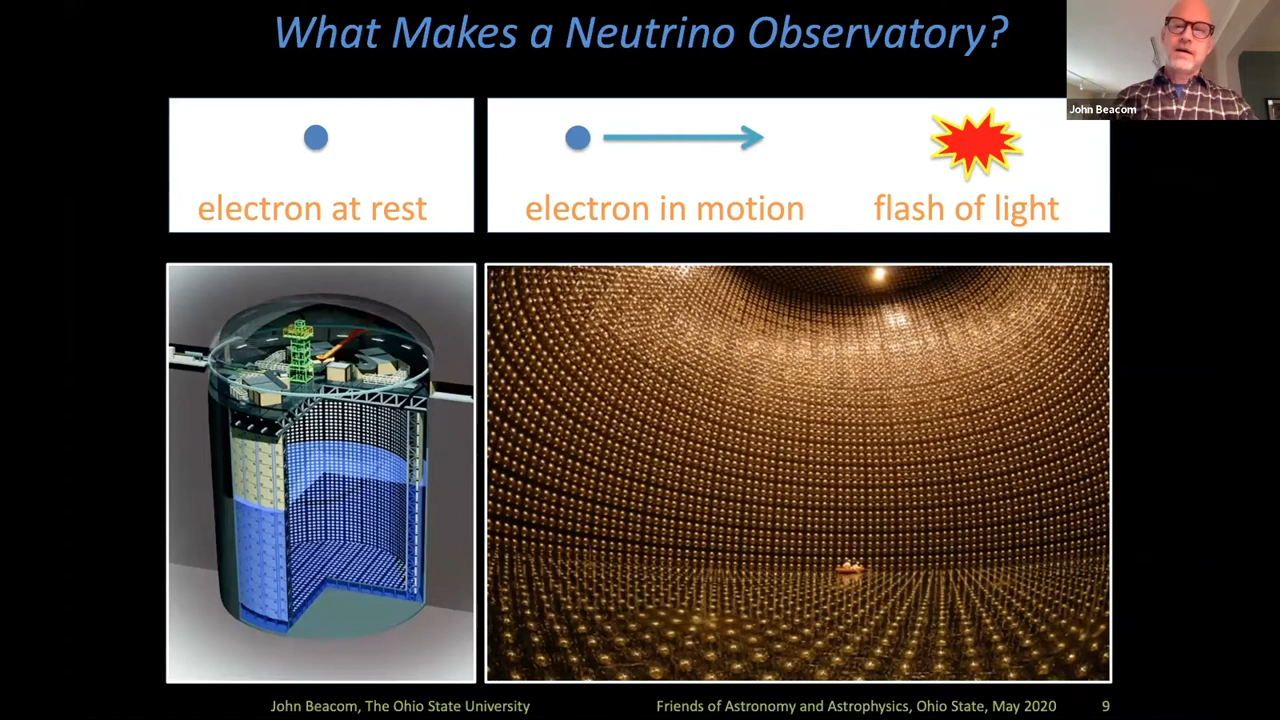 What Makes a Neutrino Observatory?
John Beacom
electron at rest
electron in motion
flash of light
John Beacom, The Ohio State University
Friends of Astronomy and Astrophysics, Ohio State, May 2020
9